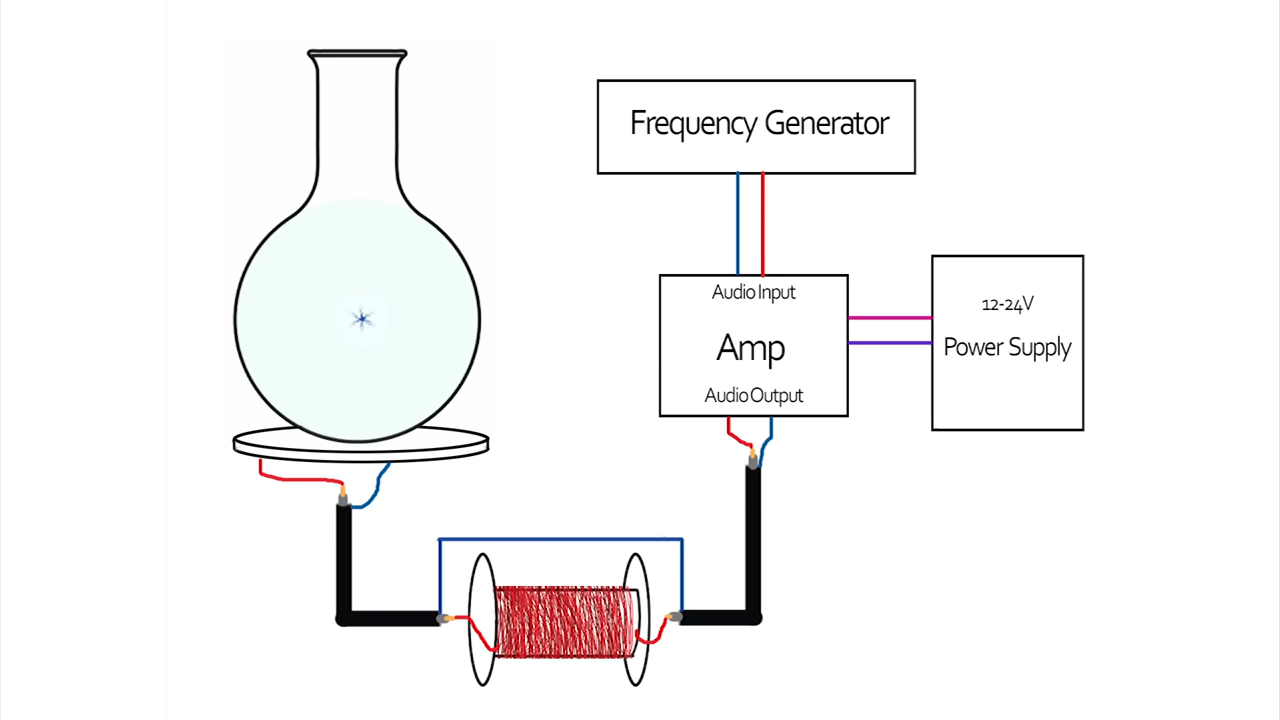 Frequency Generator
Audio Input
Amp
Audio Output
12-24V
Power Supply